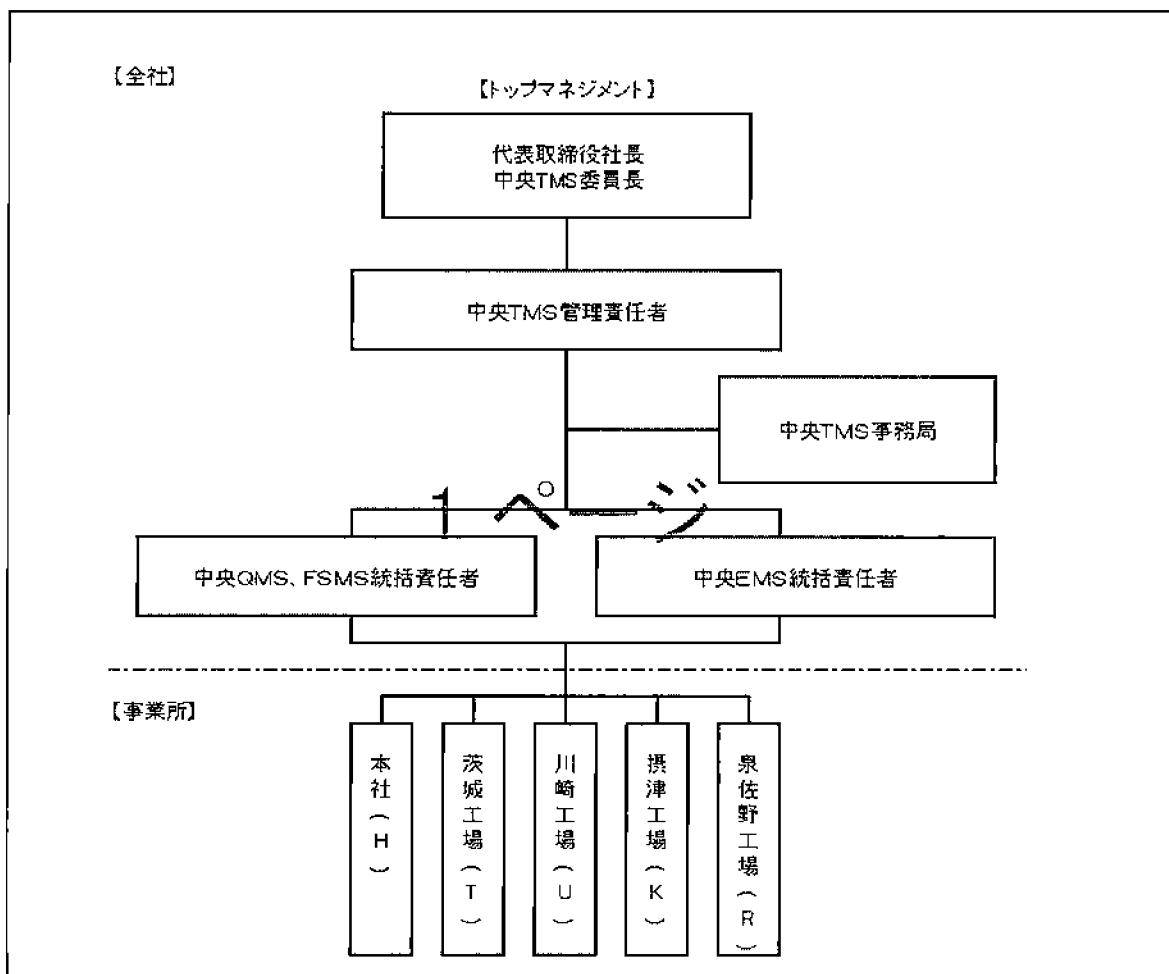 【全社】
【トップマネジメント】
代表取締役社長
中央TMS委員長
中央TMS管理責任者
中央TMS事務局
1 ページ
中央QMS、FSMS統括責任者
中央EMS統括責任者
【事業所】
本社(H)
茨城工場(T)
川崎工場(U)
摂津工場(K)
泉佐野工場(R)